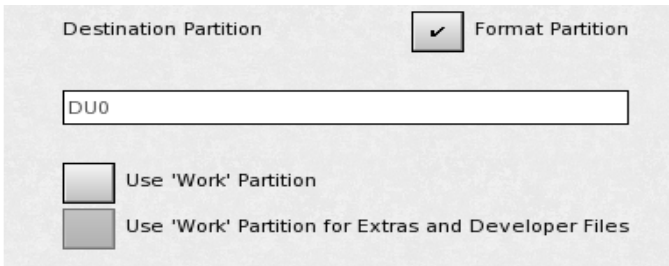 Destination Partition ✔ Format Partition
DU0
Use 'Work' Partition
Use 'Work' Partition for Extras and Developer Files